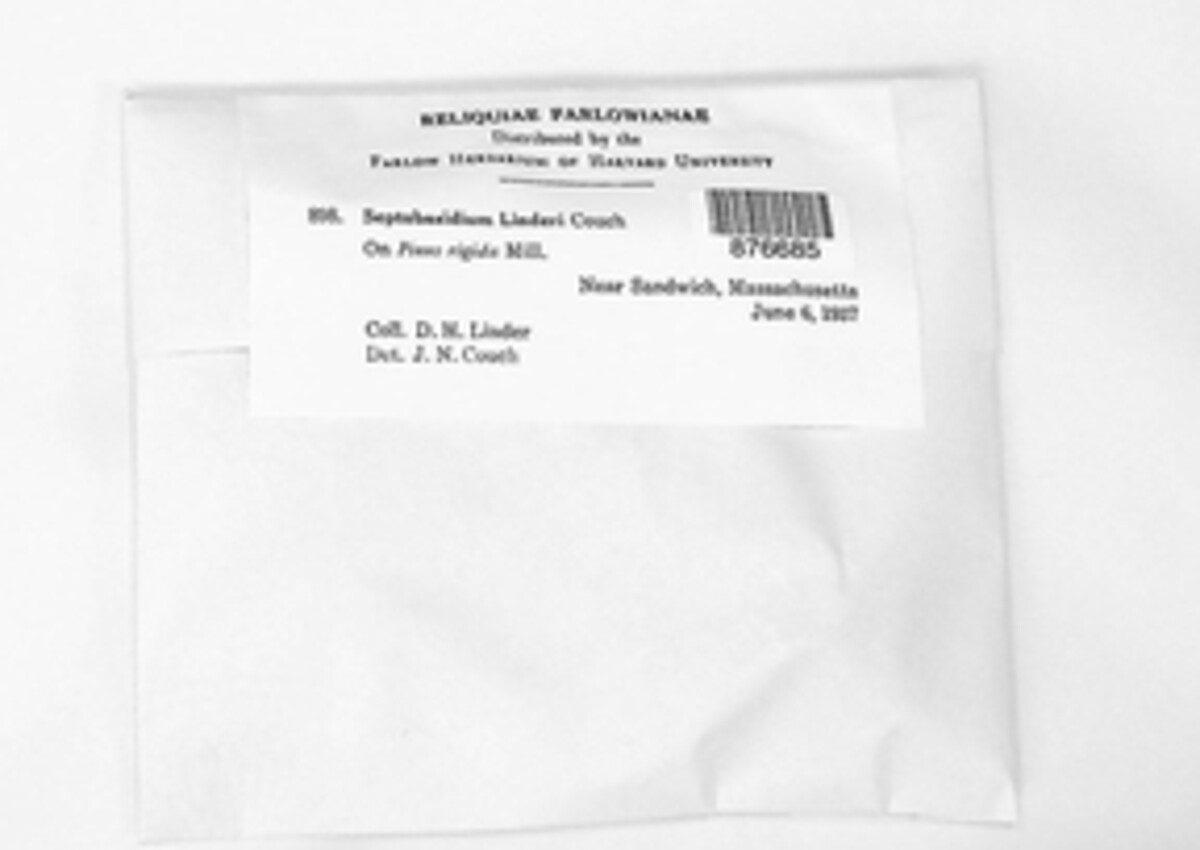 RELIQUIAE FARLOWIANAE
Distributed by the
FARLOW HERBARIUM OF HARVARD UNIVERSITY
Septobasidium Linderi Couch
876685
On Pinus rigida Mill.
Near Sandwich, Massachusetts
June 6, 1927
Coll. D. H. Linder
Det. J. N. Couch